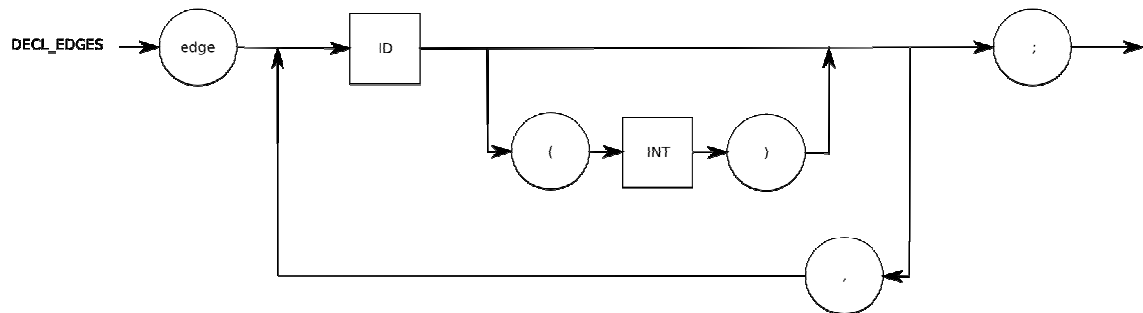 DECL_EDGES edge ID ;
( INT )
,